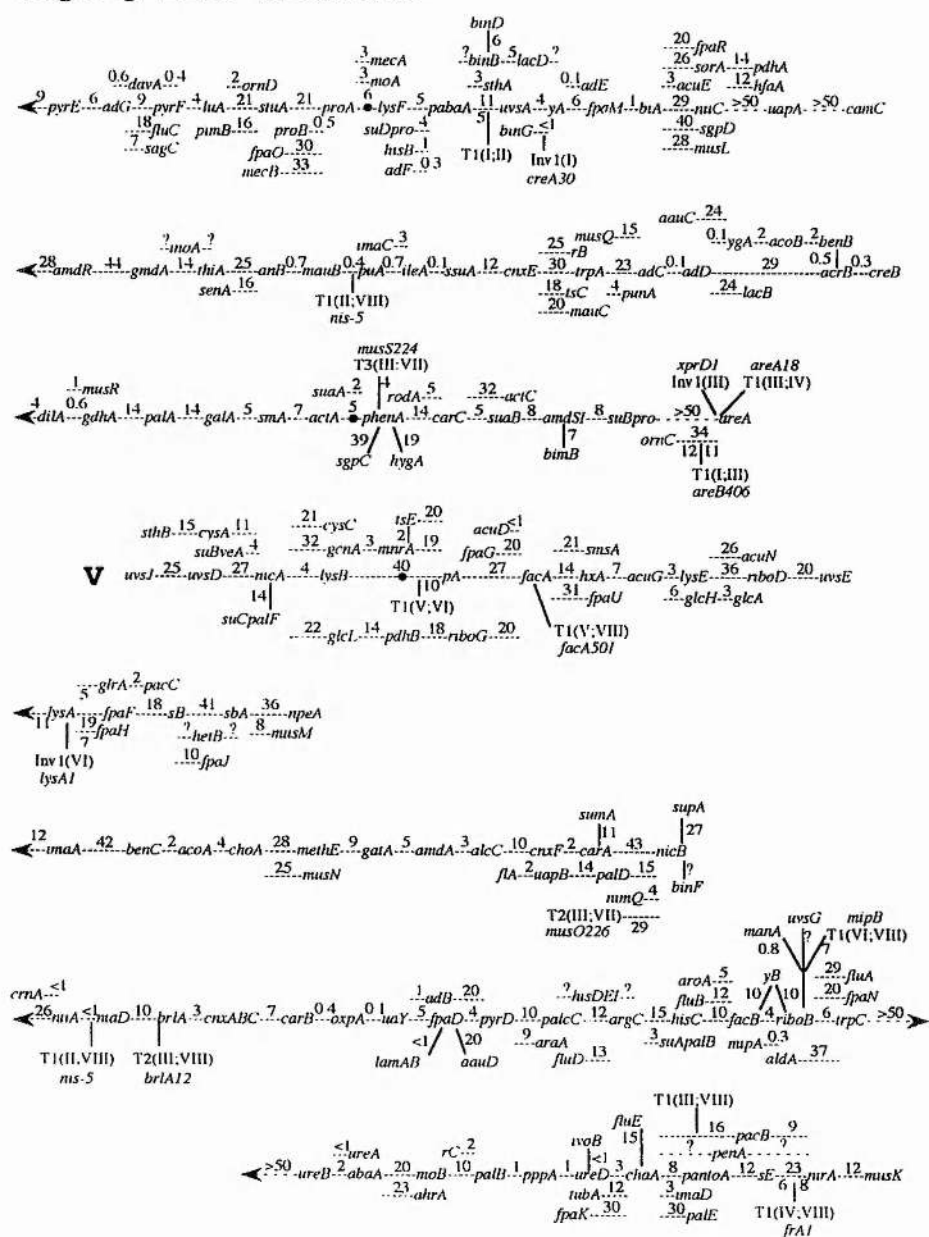 binD
6
3 mecA ? binB 5 lacD ? 20 fpaR
0.6 davA 0.4 2 ornD 3 moA 3 sthA 0.1 adE 26 sorA 14 pdhA
3 acuE 12 hfaA
9 pyrE 6 adG 9 pyrF 4 luA 21 suA 21 proA 6 lysF 5 pabaA 11 uvsA 4 yA 6 fpaM 1 biA 29 nuC >50 uapA >50 camC
18 fluC pimB 16 proB 0.5 suDpro 4 5 binG <1 40 sgpD
7 sagC fpaO 30 hisB 1 T1(I;II) Inv1(I) 28 musL
mecB 33 adF 0.3 creA30
aauC 24
? moA ? imaC 3 musQ 15 0.1 ygA 2 acoB 2 benB
25 rB 0.5
28 amdR 44 gmdA 14 thiA 25 anB 0.7 mauB 0.4 puA 0.7 ileA 0.1 ssuA 12 cnxE 30 trpA 23 adC 0.1 adD 29 acrB 0.3 creB
senA 16 18 tsC 4 punA 24 lacB
T1(II;VIII) 20 mauC
nis-5
musS224 xprD1 areA18
1 musR T3(III;VII) Inv1(III) T1(III;IV)
suaA 2 4 rodA 5 32 actC
4 dilA 0.6 gdhA 14 palA 14 galA 5 smA 7 actA 5 phenA 14 carC 5 suaB 8 amdSI 8 suBpro >50 areA
39 19 7 ornC 34
sgpC hygA bimB 12 11
T1(I;III)
areB406
21 cysC tsE 20 acuD <1
sthB 15 cysA 11 32 gcnA 3 mnrA 19 fpaG 20 21 smsA 26 acuN
suBveA 4 2
V uvsJ 25 uvsD 27 nicA 4 lysB 40 pA 27 facA 14 hxA 7 acuG 3 lysE 36 riboD 20 uvsE
14 10 31 fpaU 6 glcH 3 glcA
suCpalF T1(V;VI) T1(V;VIII)
22 glcL 14 pdhB 18 riboG 20 facA501
5 glrA 2 pacC
11 lysA fpaF 18 sB 41 sbA 36 npeA
19 fpaH ? hetB ? 8 musM
7
Inv1(VI) 10 fpaJ
lysA1
sumA supA
11 27
12 imaA 42 benC 2 acoA 4 choA 28 methE 9 gatA 5 amdA 3 alcC 10 cnxF 2 carA 43 nicB
25 musN flA 2 uapB 14 palD 15 ?
nimQ 4 binF
T2(III;VII) 29
musO226
uvsG mipB
manA ? T1(VI;VIII)
0.8 7
crnA <1 1 adB 20 ? hisDEI ? aroA 5 yB 29 fluA
fluB 12 10 10 20 fpaN
26 niiA <1 niaD 10 brlA 3 cnxABC 7 carB 0.4 oxpA 0.1 uaY 5 fpaD 4 pyrD 10 palcC 12 argC 15 hisC 10 facB 4 riboB 6 trpC >50
T1(II,VIII) T2(III;VIII) <1 20 9 araA 3 suApalB nupA 0.3
nis-5 brlA12 lamAB aauD fluD 13 aldA 37
T1(III;VIII)
fluE 16 pacB 9
<1 ureA rC 2 ivoB 15 ? penA ?
<1
>50 ureB 2 abaA 20 moB 10 palB 1 pppA 1 ureD 3 chaA 8 pantoA 12 sE 23 nirA 12 musK
23 ahrA tubA 12 3 imaD 6 8
fpaK 30 30 palE T1(IV;VIII)
frA1